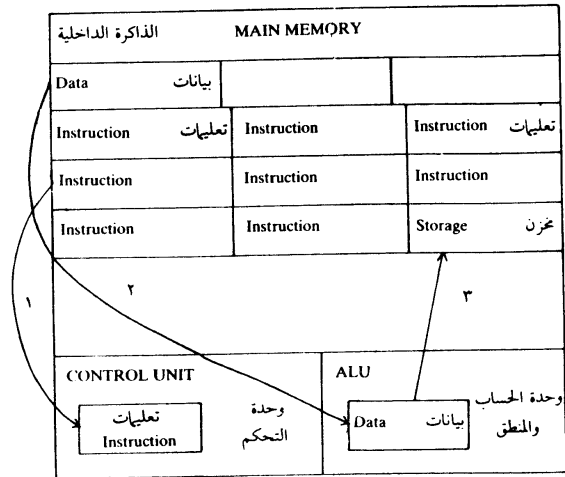 الذاكرة الداخلية MAIN MEMORY
Data بيانات
Instruction تعليمات Instruction Instruction تعليمات
Instruction Instruction Instruction
Instruction Instruction Storage مخزن
١ ٢ ٣
CONTROL UNIT ALU
تعليمات
Instruction
وحدة
التحكم
Data بيانات
وحدة الحساب
والمنطق